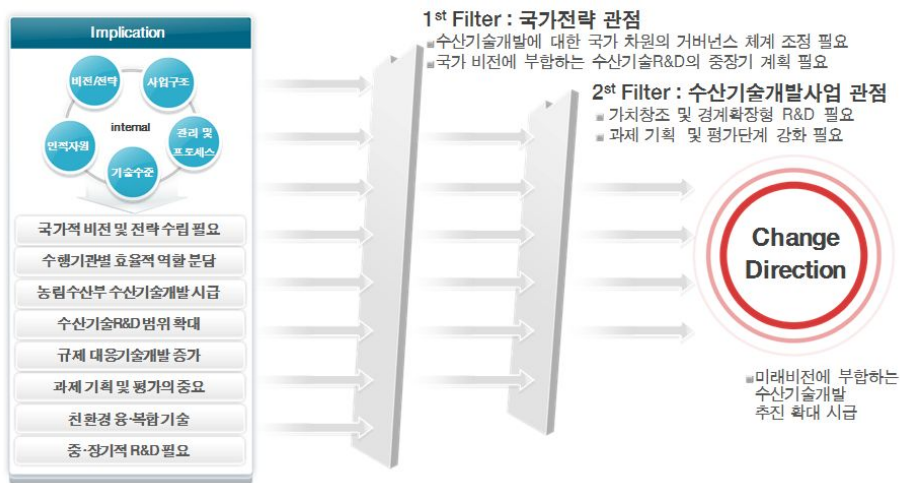 Implication
비전/전략
사업구조
internal
인적자원
관리 및
프로세스
기술수준
국가적 비전 및 전략 수립 필요
수행기관별 효율적 역할 분담
농림수산부 수산기술개발 시급
수산기술R&D 범위 확대
규제 대응기술개발 증가
과제 기획 및 평가의 중요
친환경 융·복합 기술
중·장기적 R&D 필요
1st Filter : 국가전략 관점
수산기술개발에 대한 국가 차원의 거버넌스 체계 조정 필요
국가 비전에 부합하는 수산기술R&D의 중장기 계획 필요
2st Filter : 수산기술개발사업 관점
가치창조 및 경계확장형 R&D 필요
과제 기획 및 평가단계 강화 필요
Change
Direction
미래비전에 부합하는
수산기술개발
추진 확대 시급